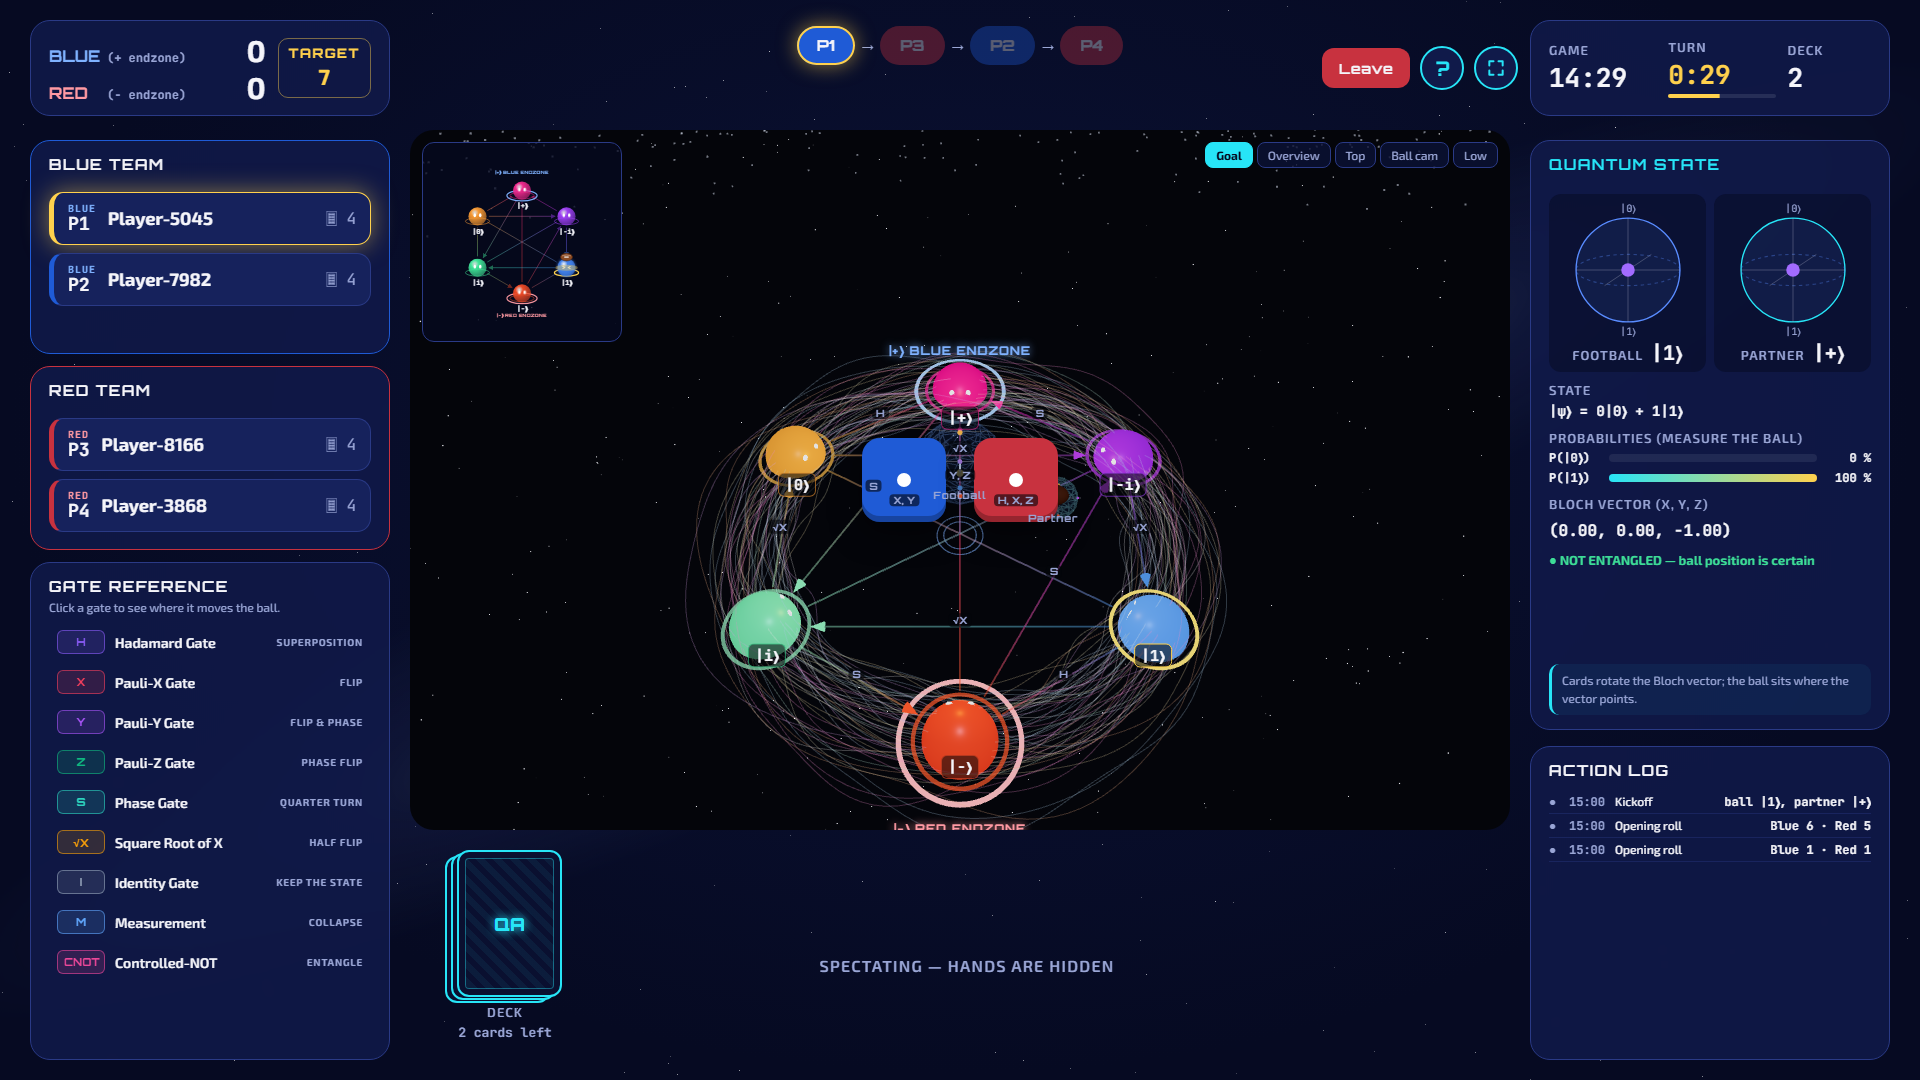 BLUE (+ endzone) 0
RED (- endzone) 0
TARGET
7
P1 → P3 → P2 → P4
Leave
?
GAME
14:29
TURN
0:29
DECK
2
BLUE TEAM
BLUE
P1 Player-5045 4
BLUE
P2 Player-7982 4
RED TEAM
RED
P3 Player-8166 4
RED
P4 Player-3868 4
GATE REFERENCE
Click a gate to see where it moves the ball.
H Hadamard Gate SUPERPOSITION
X Pauli-X Gate FLIP
Y Pauli-Y Gate FLIP & PHASE
Z Pauli-Z Gate PHASE FLIP
S Phase Gate QUARTER TURN
√X Square Root of X HALF FLIP
I Identity Gate KEEP THE STATE
M Measurement COLLAPSE
CNOT Controlled-NOT ENTANGLE
|+⟩ BLUE ENDZONE
|+⟩
|0⟩
|-i⟩
|i⟩
|1⟩
|-⟩
|-⟩ RED ENDZONE
Goal
Overview
Top
Ball cam
Low
|+⟩ BLUE ENDZONE
H
S
|+⟩
√X
|0⟩
S
X, Y
Y, Z
Football
H, X, Z
Partner
|-i⟩
√X
√X
S
√X
|i⟩
|1⟩
S
H
|-⟩
|-⟩ RED ENDZONE
QA
DECK
2 cards left
SPECTATING — HANDS ARE HIDDEN
QUANTUM STATE
|0⟩
|1⟩
FOOTBALL |1⟩
|0⟩
|1⟩
PARTNER |+⟩
STATE
|ψ⟩ = 0|0⟩ + 1|1⟩
PROBABILITIES (MEASURE THE BALL)
P(|0⟩) 0 %
P(|1⟩) 100 %
BLOCH VECTOR (X, Y, Z)
(0.00, 0.00, -1.00)
● NOT ENTANGLED — ball position is certain
Cards rotate the Bloch vector; the ball sits where the
vector points.
ACTION LOG
● 15:00 Kickoff ball |1⟩, partner |+⟩
● 15:00 Opening roll Blue 6 · Red 5
● 15:00 Opening roll Blue 1 · Red 1